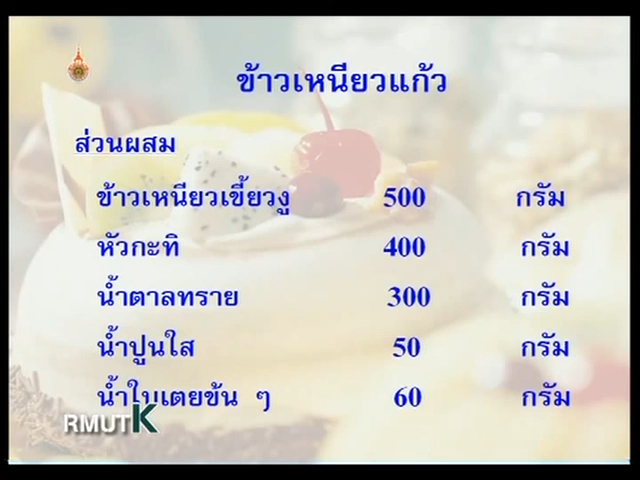 ข้าวเหนียวแก้ว
ส่วนผสม
ข้าวเหนียวเขี้ยวงู 500 กรัม
หัวกะทิ 400 กรัม
น้ำตาลทราย 300 กรัม
น้ำปูนใส 50 กรัม
น้ำใบเตยข้น ๆ 60 กรัม
RMUTK